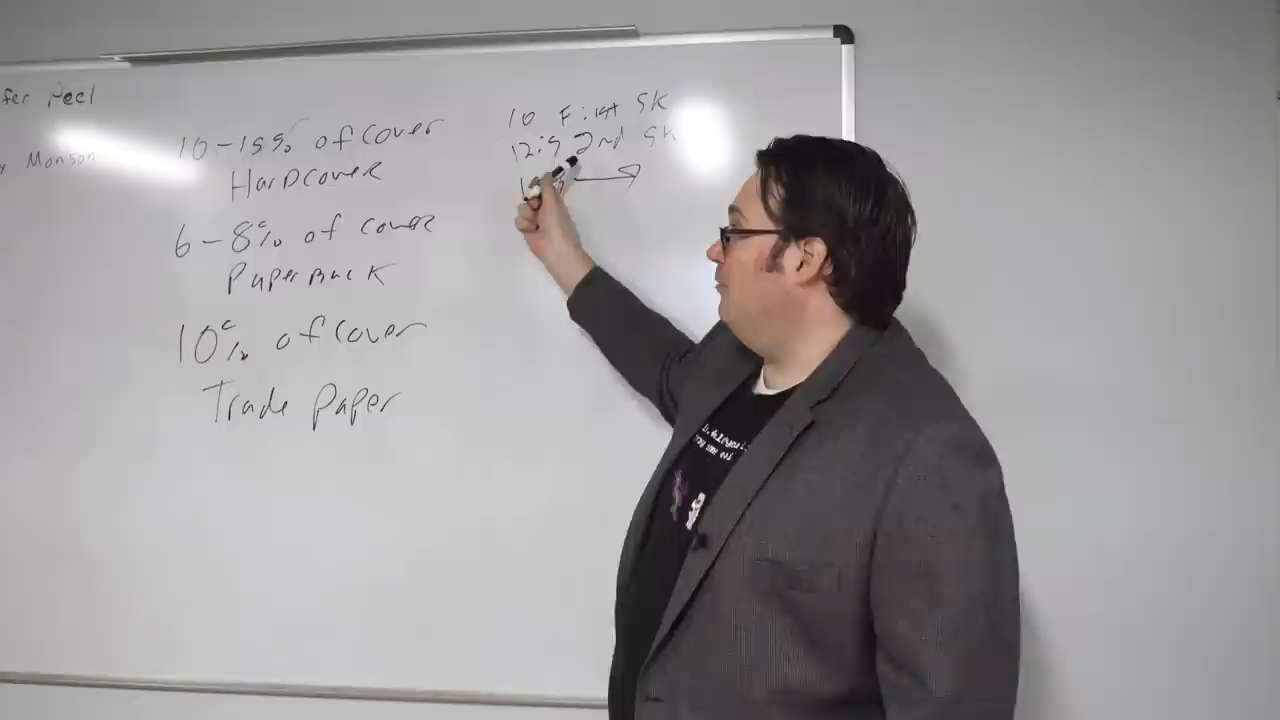 fer Peel
Monson
10-15% of cover
Hardcover
6-8% of cover
Paperback
10% of cover
Trade Paper
10 First 5K
12.5 2nd 5K